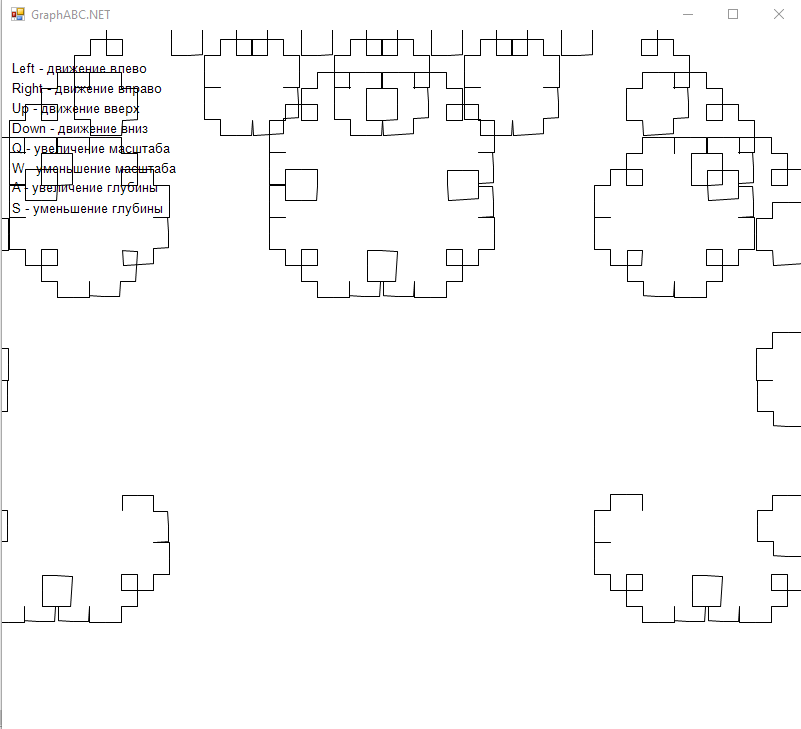 GraphABC.NET
Left - движение влево
Right - движение вправо
Up - движение вверх
Down - движение вниз
Q - увеличение масштаба
W - уменьшение масштаба
A - увеличение глубины
S - уменьшение глубины